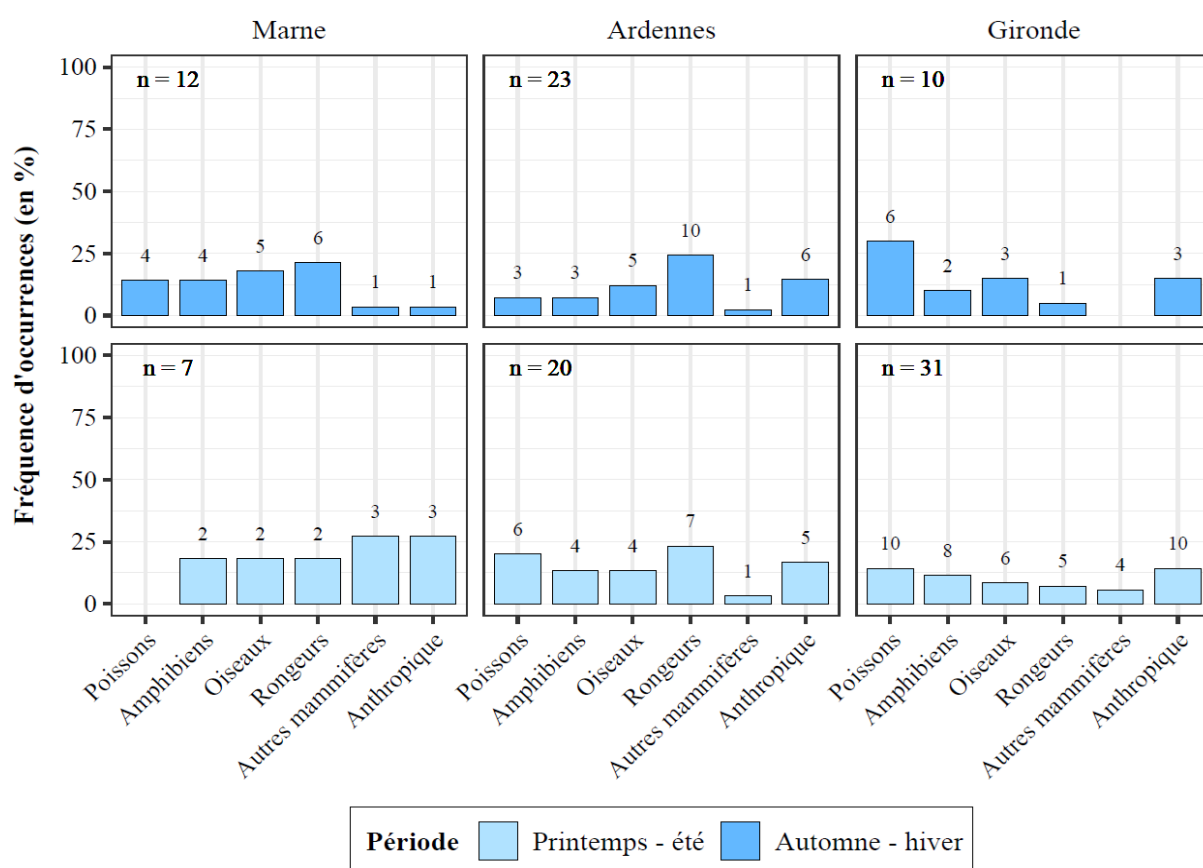 Marne Ardennes Gironde
Fréquence d'occurrences (en %)
100 n = 12 n = 23 n = 10
75
50
25
0
4 4 5 6 1 1
3 3 5 10 1 6
6 2 3 1 3
100 n = 7 n = 20 n = 31
75
50
25
0
2 2 2 3 3
6 4 4 7 1 5
10 8 6 5 4 10
Poissons Amphibiens Oiseaux Rongeurs Autres mammifères Anthropique
Poissons Amphibiens Oiseaux Rongeurs Autres mammifères Anthropique
Poissons Amphibiens Oiseaux Rongeurs Autres mammifères Anthropique
Période Printemps - été Automne - hiver